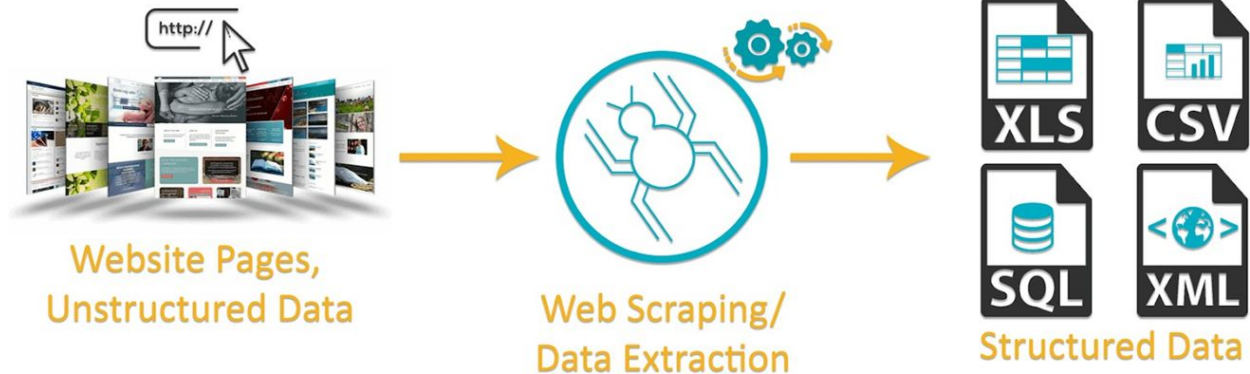 http://
Website Pages,
Unstructured Data
Web Scraping/
Data Extraction
XLS
CSV
SQL
XML
Structured Data